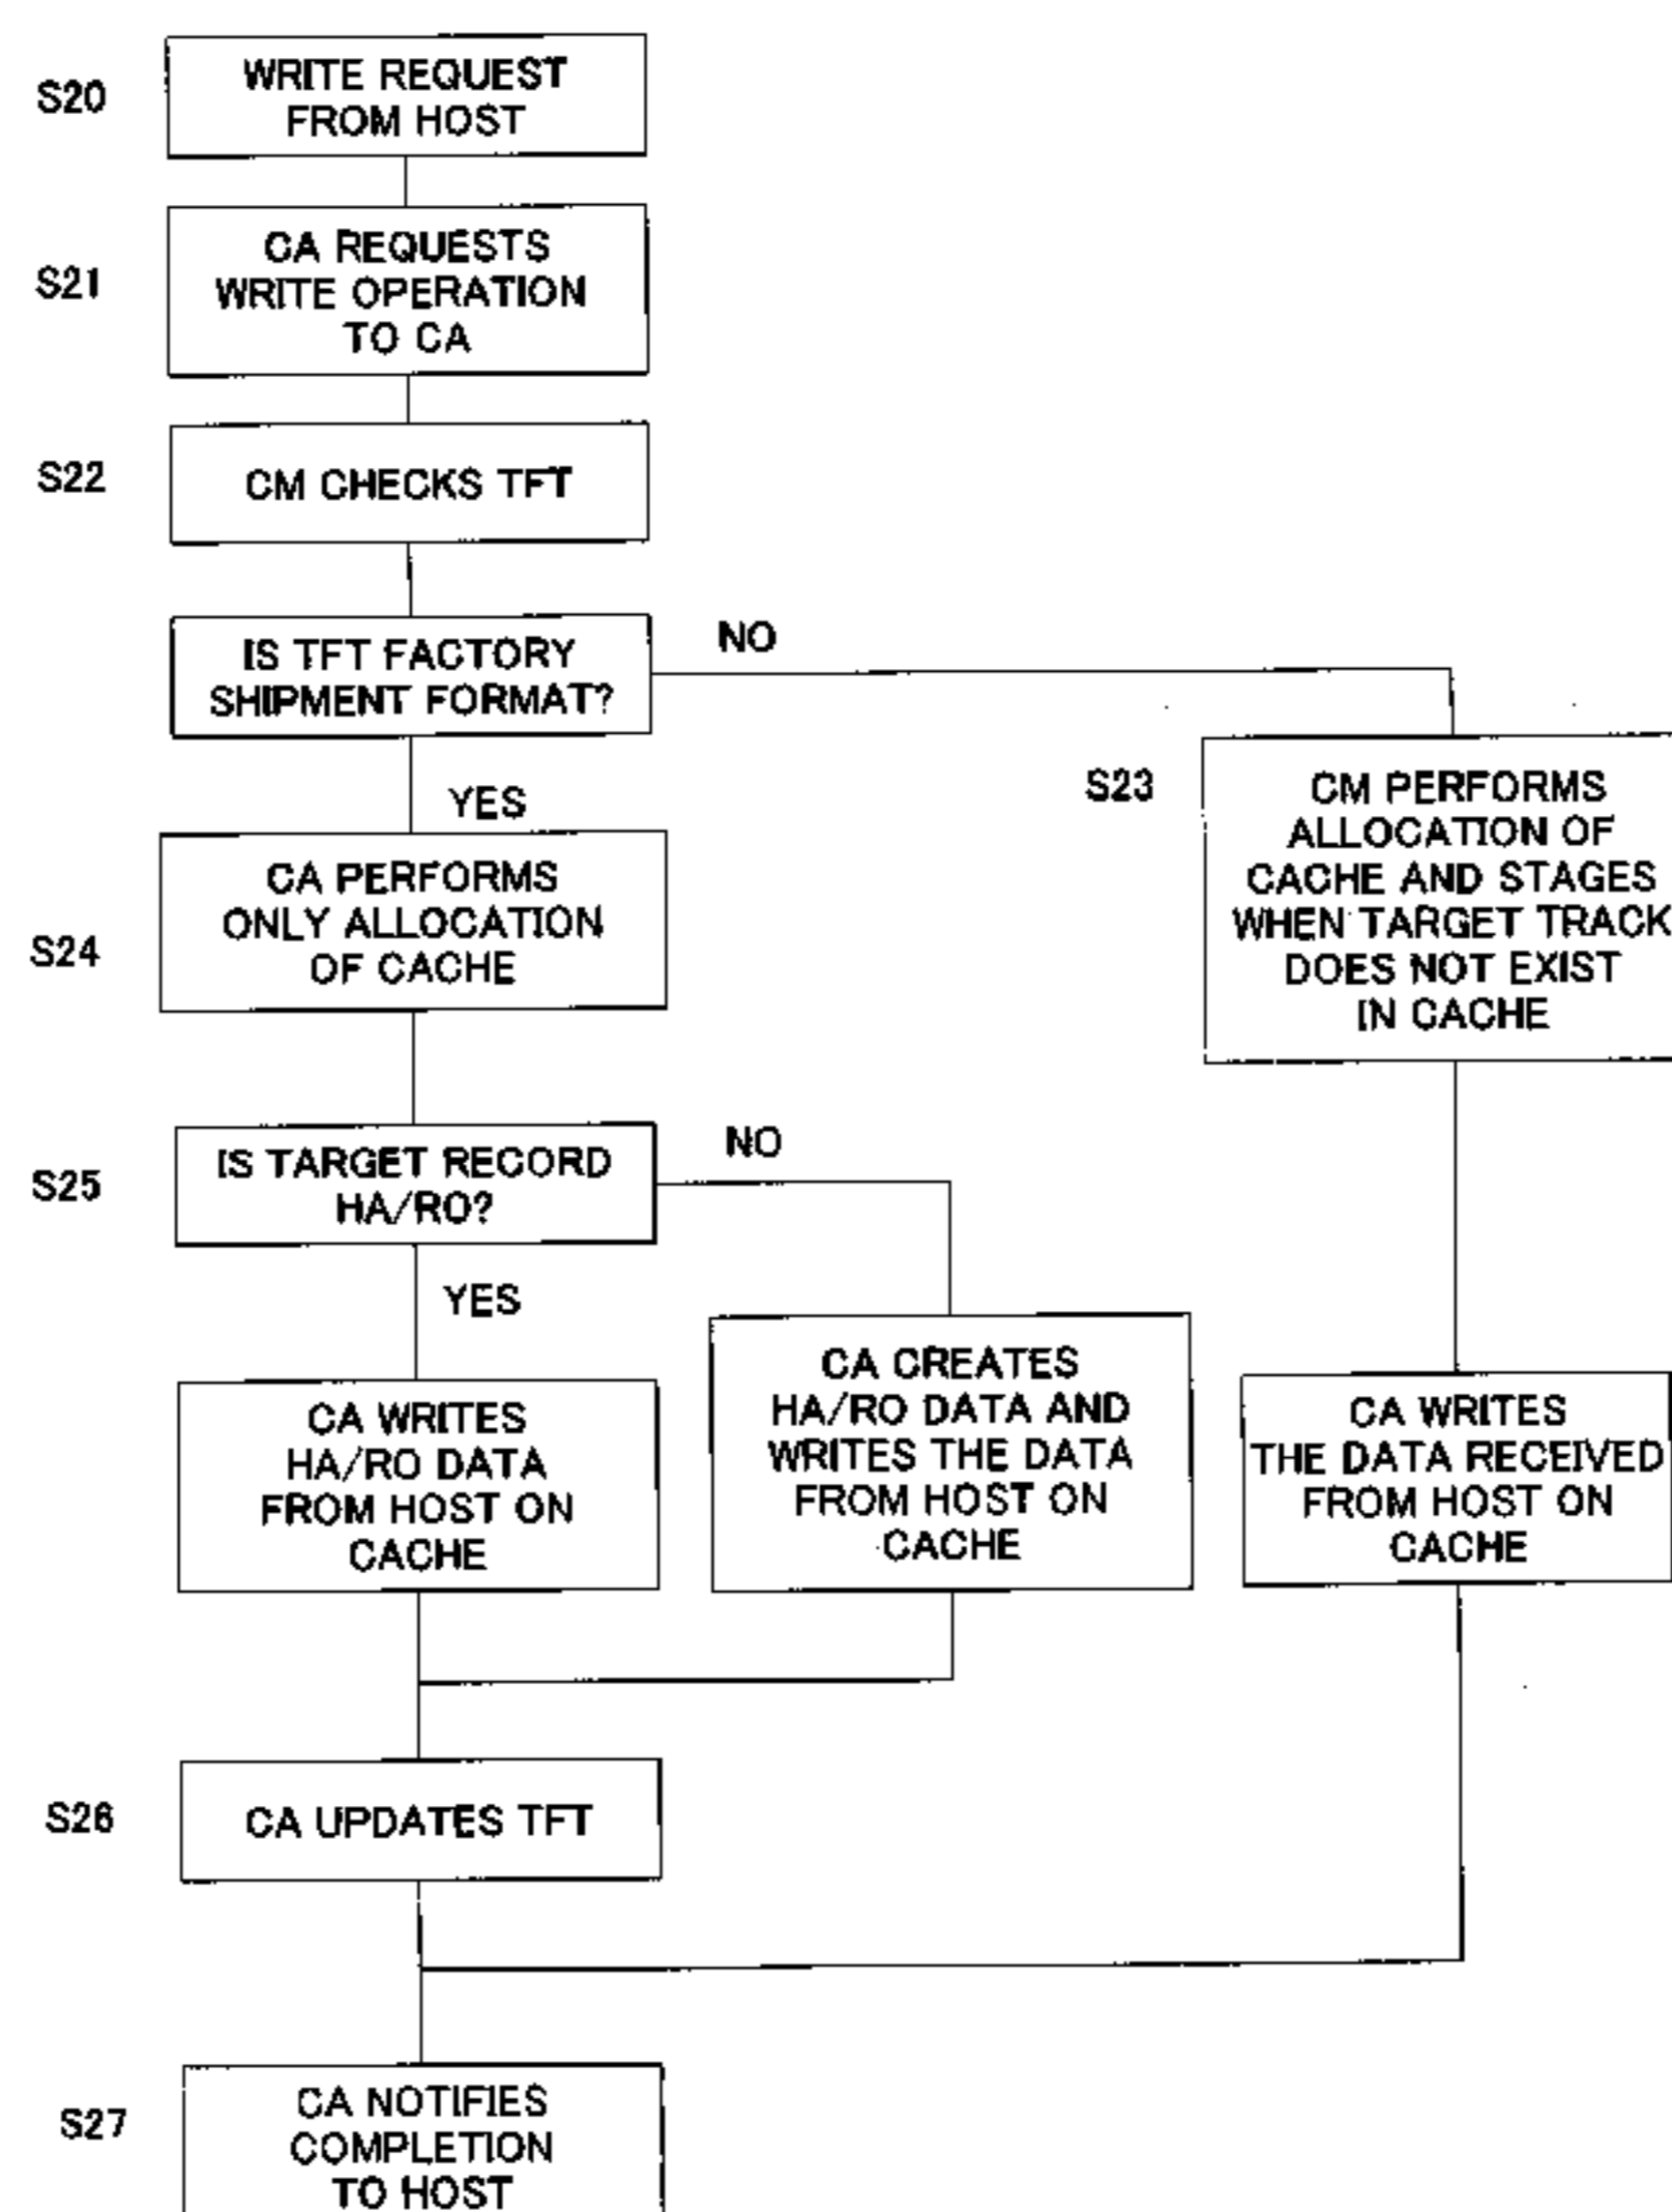 S20
WRITE REQUEST
FROM HOST
S21
CA REQUESTS
WRITE OPERATION
TO CA
S22
CM CHECKS TFT
IS TFT FACTORY
SHIPMENT FORMAT?
NO
YES
S23
CM PERFORMS
ALLOCATION OF
CACHE AND STAGES
WHEN TARGET TRACK
DOES NOT EXIST
IN CACHE
S24
CA PERFORMS
ONLY ALLOCATION
OF CACHE
S25
IS TARGET RECORD
HA/RO?
NO
YES
CA WRITES
HA/RO DATA
FROM HOST ON
CACHE
CA CREATES
HA/RO DATA AND
WRITES THE DATA
FROM HOST ON
CACHE
CA WRITES
THE DATA RECEIVED
FROM HOST ON
CACHE
S26
CA UPDATES TFT
S27
CA NOTIFIES
COMPLETION
TO HOST